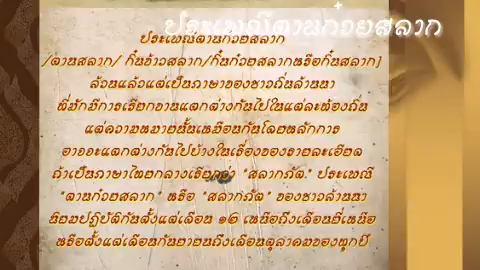 ประเพณีตานก๋วยสลาก
ประเพณีตานก๋วยสลาก
/ตานสลาก/ กิ๋นข้าวสลาก/กิ๋นก๋วยสลากหรือกิ๋นสลาก]
ล้วนแล้วแต่เป็นภาษาของชาวถิ่นล้านนา
ที่มักมีการเรียกขานแตกต่างกันไปในแต่ละท้องถิ่น
แต่ความหมายนั้นเหมือนกันโดยหลักการ
อาจจะแตกต่างกันไปบ้างในเรื่องของรายละเอียด
ถ้าเป็นภาษาไทยกลางเรียกว่า "สลากภัต" ประเพณี
"ตานก๋วยสลาก" หรือ "สลากภัต" ของชาวล้านนา
นิยมปฏิบัติกันตั้งแต่เดือน ๑๒ เหนือถึงเดือนยี่เหนือ
หรือตั้งแต่เดือนกันยายนถึงเดือนตุลาคมของทุกปี